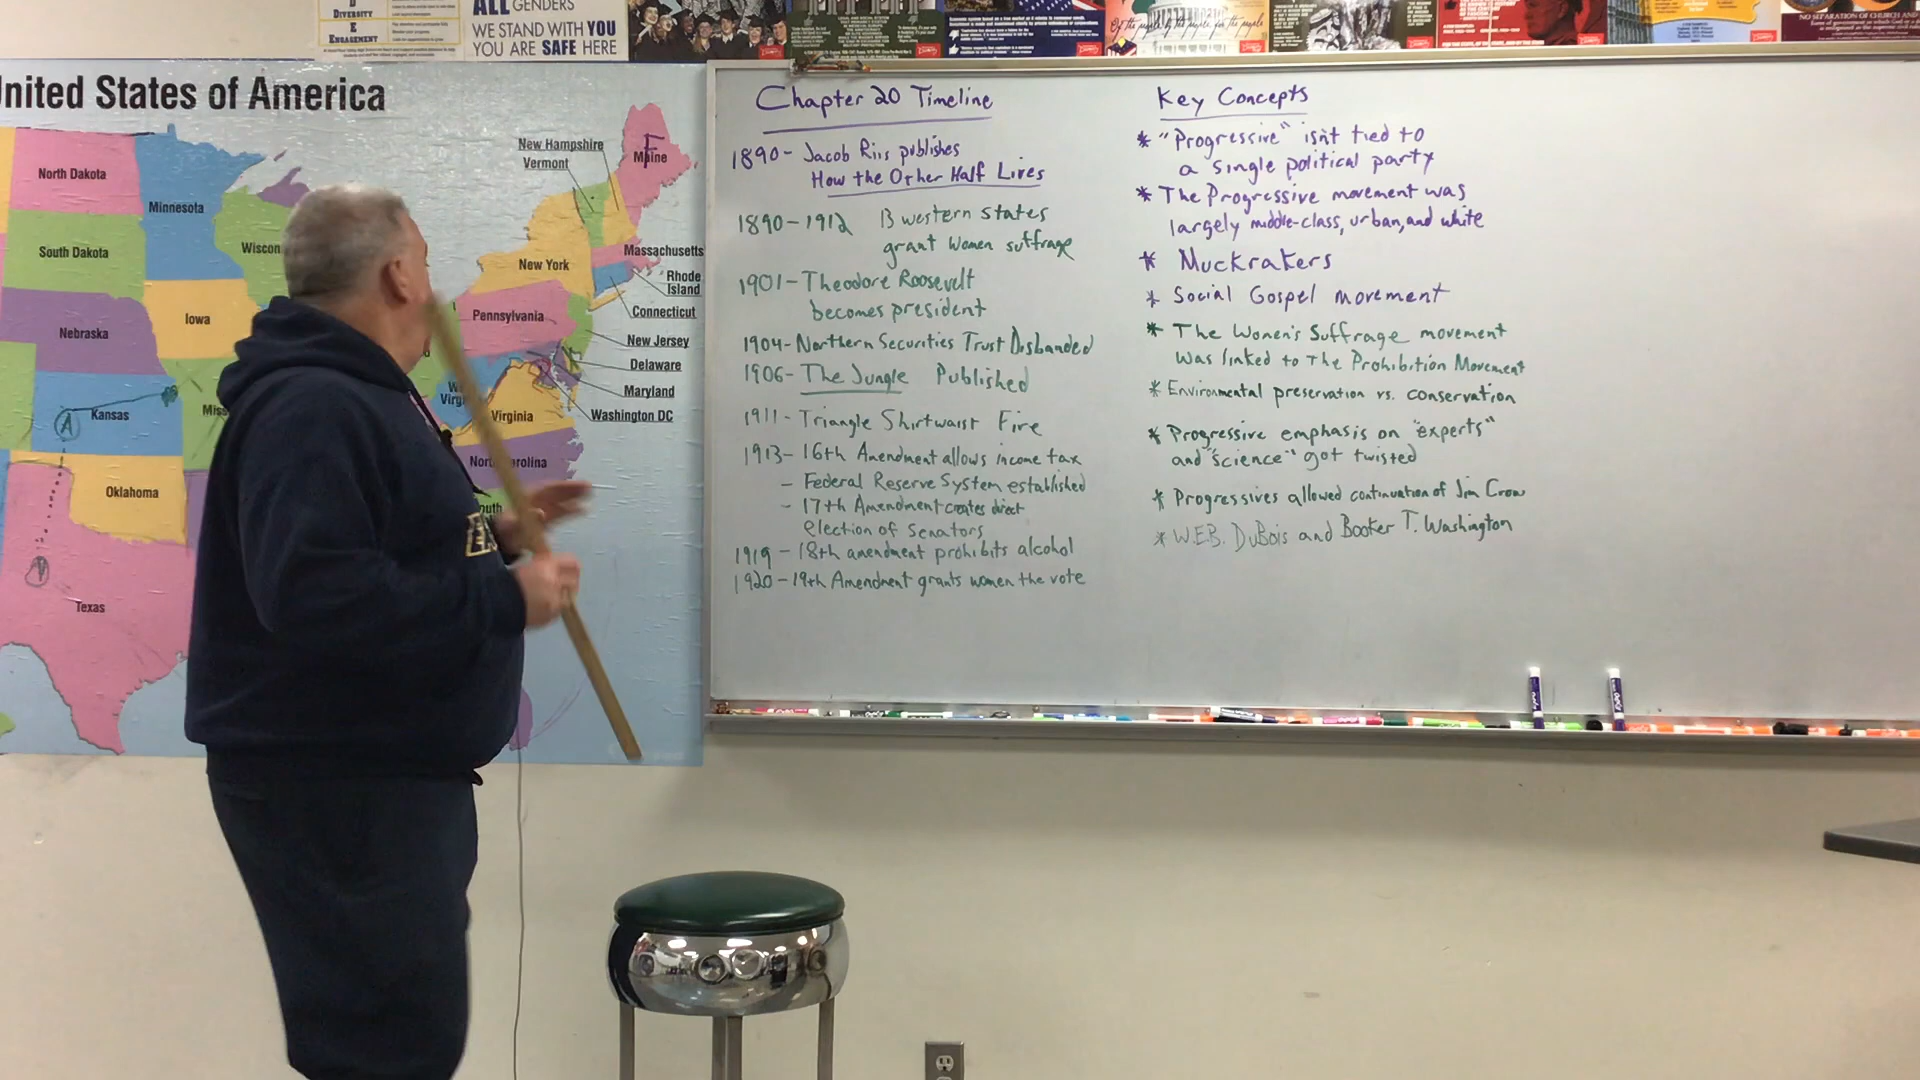 DIVERSITY
E
ENGAGEMENT
ALL GENDERS
WE STAND WITH YOU
YOU ARE SAFE HERE
United States of America
North Dakota
Minnesota
South Dakota
Wiscon
Nebraska
Iowa
Kansas
A
Miss
Oklahoma
Texas
New Hampshire
Vermont
Maine
F
Massachusetts
New York
Rhode
Island
Connecticut
Pennsylvania
New Jersey
Delaware
Maryland
Washington DC
W
Virg
Virginia
North Carolina
outh
Chapter 20 Timeline
1890- Jacob Riis publishes
How the Other Half Lives
1890-1912 13 western states
grant women suffrage
1901- Theodore Roosevelt
becomes president
1904- Northern Securities Trust Disbanded
1906- The Jungle Published
1911- Triangle Shirtwaist Fire
1913- 16th Amendment allows income tax
- Federal Reserve System established
- 17th Amendment creates direct
election of Senators
1919 - 18th amendment prohibits alcohol
1920 - 19th Amendment grants women the vote
Key Concepts
* "Progressive" isn't tied to
a single political party
* The Progressive movement was
largely middle-class, urban, and white
* Muckrakers
* Social Gospel movement
* The Women's Suffrage movement
was linked to the Prohibition Movement
* Environmental preservation vs. conservation
* Progressive emphasis on "experts"
and "science" got twisted
* Progressives allowed continuation of Jim Crow
* W.E.B. DuBois and Booker T. Washington